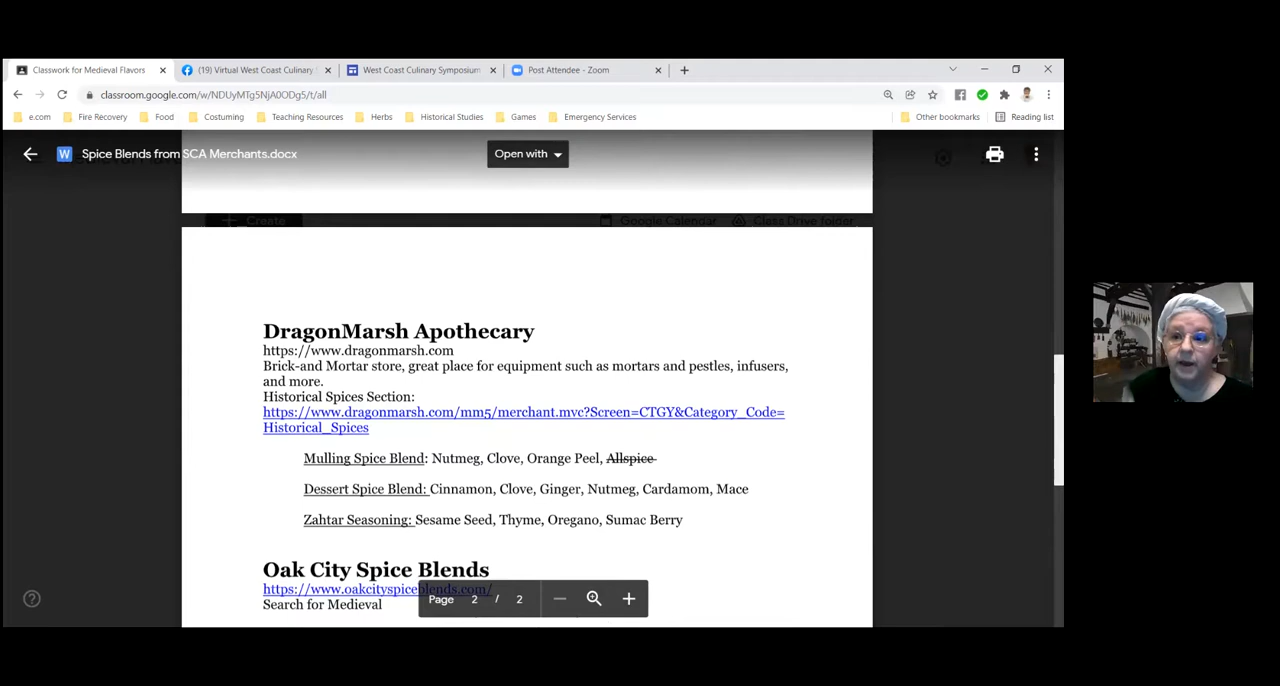 Classwork for Medieval Flavors
(19) Virtual West Coast Culinary
West Coast Culinary Symposium
Post Attendee - Zoom
classroom.google.com/w/NDUyMTg5NjA0ODg5/t/all
e.com
Fire Recovery
Food
Costuming
Teaching Resources
Herbs
Historical Studies
Games
Emergency Services
Other bookmarks
Reading list
W
Spice Blends from SCA Merchants.docx
Open with
Create
Google Calendar
Class Drive folder
DragonMarsh Apothecary
https://www.dragonmarsh.com
Brick-and Mortar store, great place for equipment such as mortars and pestles, infusers,
and more.
Historical Spices Section:
https://www.dragonmarsh.com/mm5/merchant.mvc?Screen=CTGY&Category_Code=
Historical_Spices
Mulling Spice Blend: Nutmeg, Clove, Orange Peel, Allspice
Dessert Spice Blend: Cinnamon, Clove, Ginger, Nutmeg, Cardamom, Mace
Zahtar Seasoning: Sesame Seed, Thyme, Oregano, Sumac Berry
Oak City Spice Blends
https://www.oakcityspiceblends.com/
Search for Medieval
Page 2 / 2